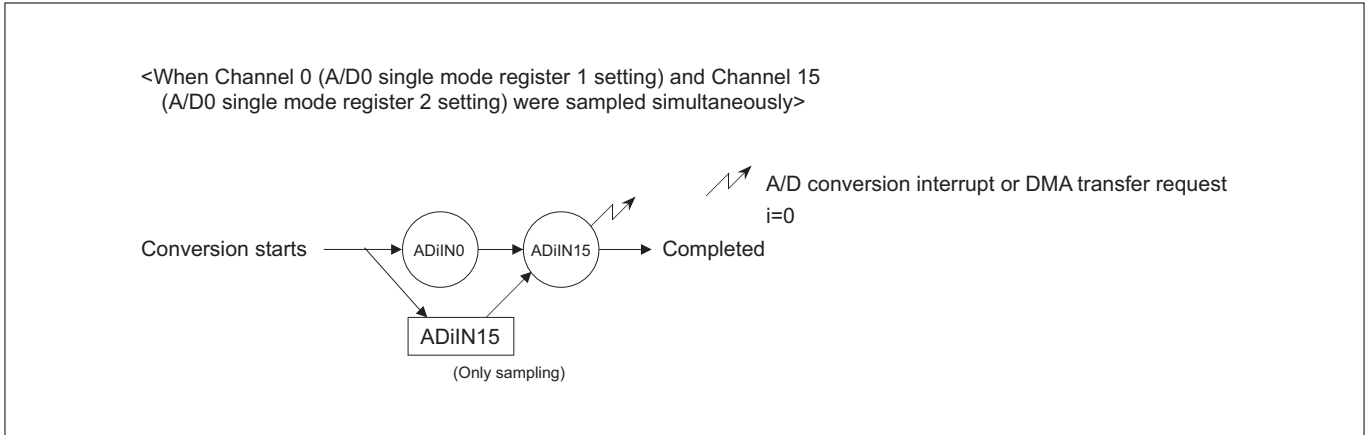 <When Channel 0 (A/D0 single mode register 1 setting) and Channel 15
(A/D0 single mode register 2 setting) were sampled simultaneously>
A/D conversion interrupt or DMA transfer request
i=0
Conversion starts
ADiIN0
ADiIN15
Completed
ADiIN15
(Only sampling)